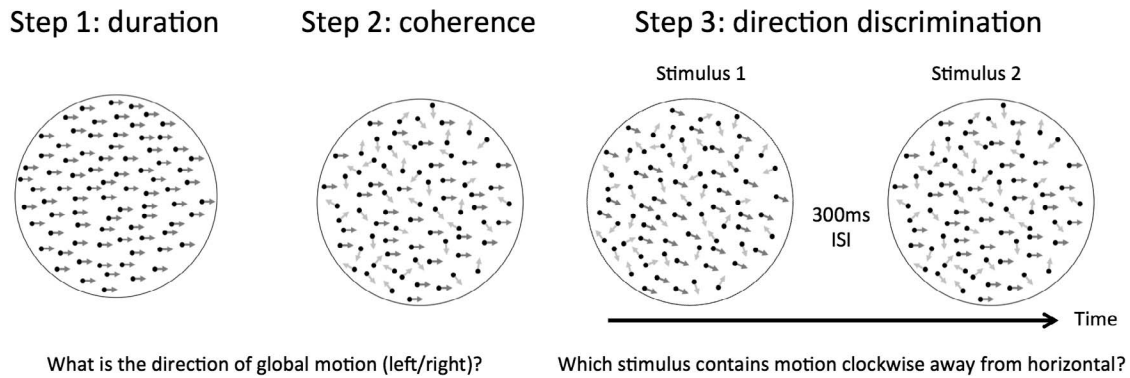 Step 1: duration
Step 2: coherence
Step 3: direction discrimination
Stimulus 1
Stimulus 2
300ms
ISI
Time
What is the direction of global motion (left/right)?
Which stimulus contains motion clockwise away from horizontal?